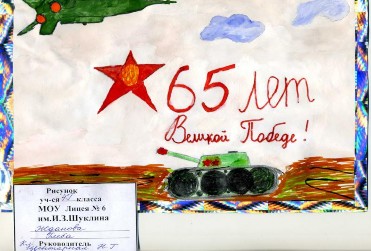 65 лет
Великой Победе!
Рисунок
уч-ся класса
МОУ Лицея № 6
им.И.З.Шуклина
Руководитель